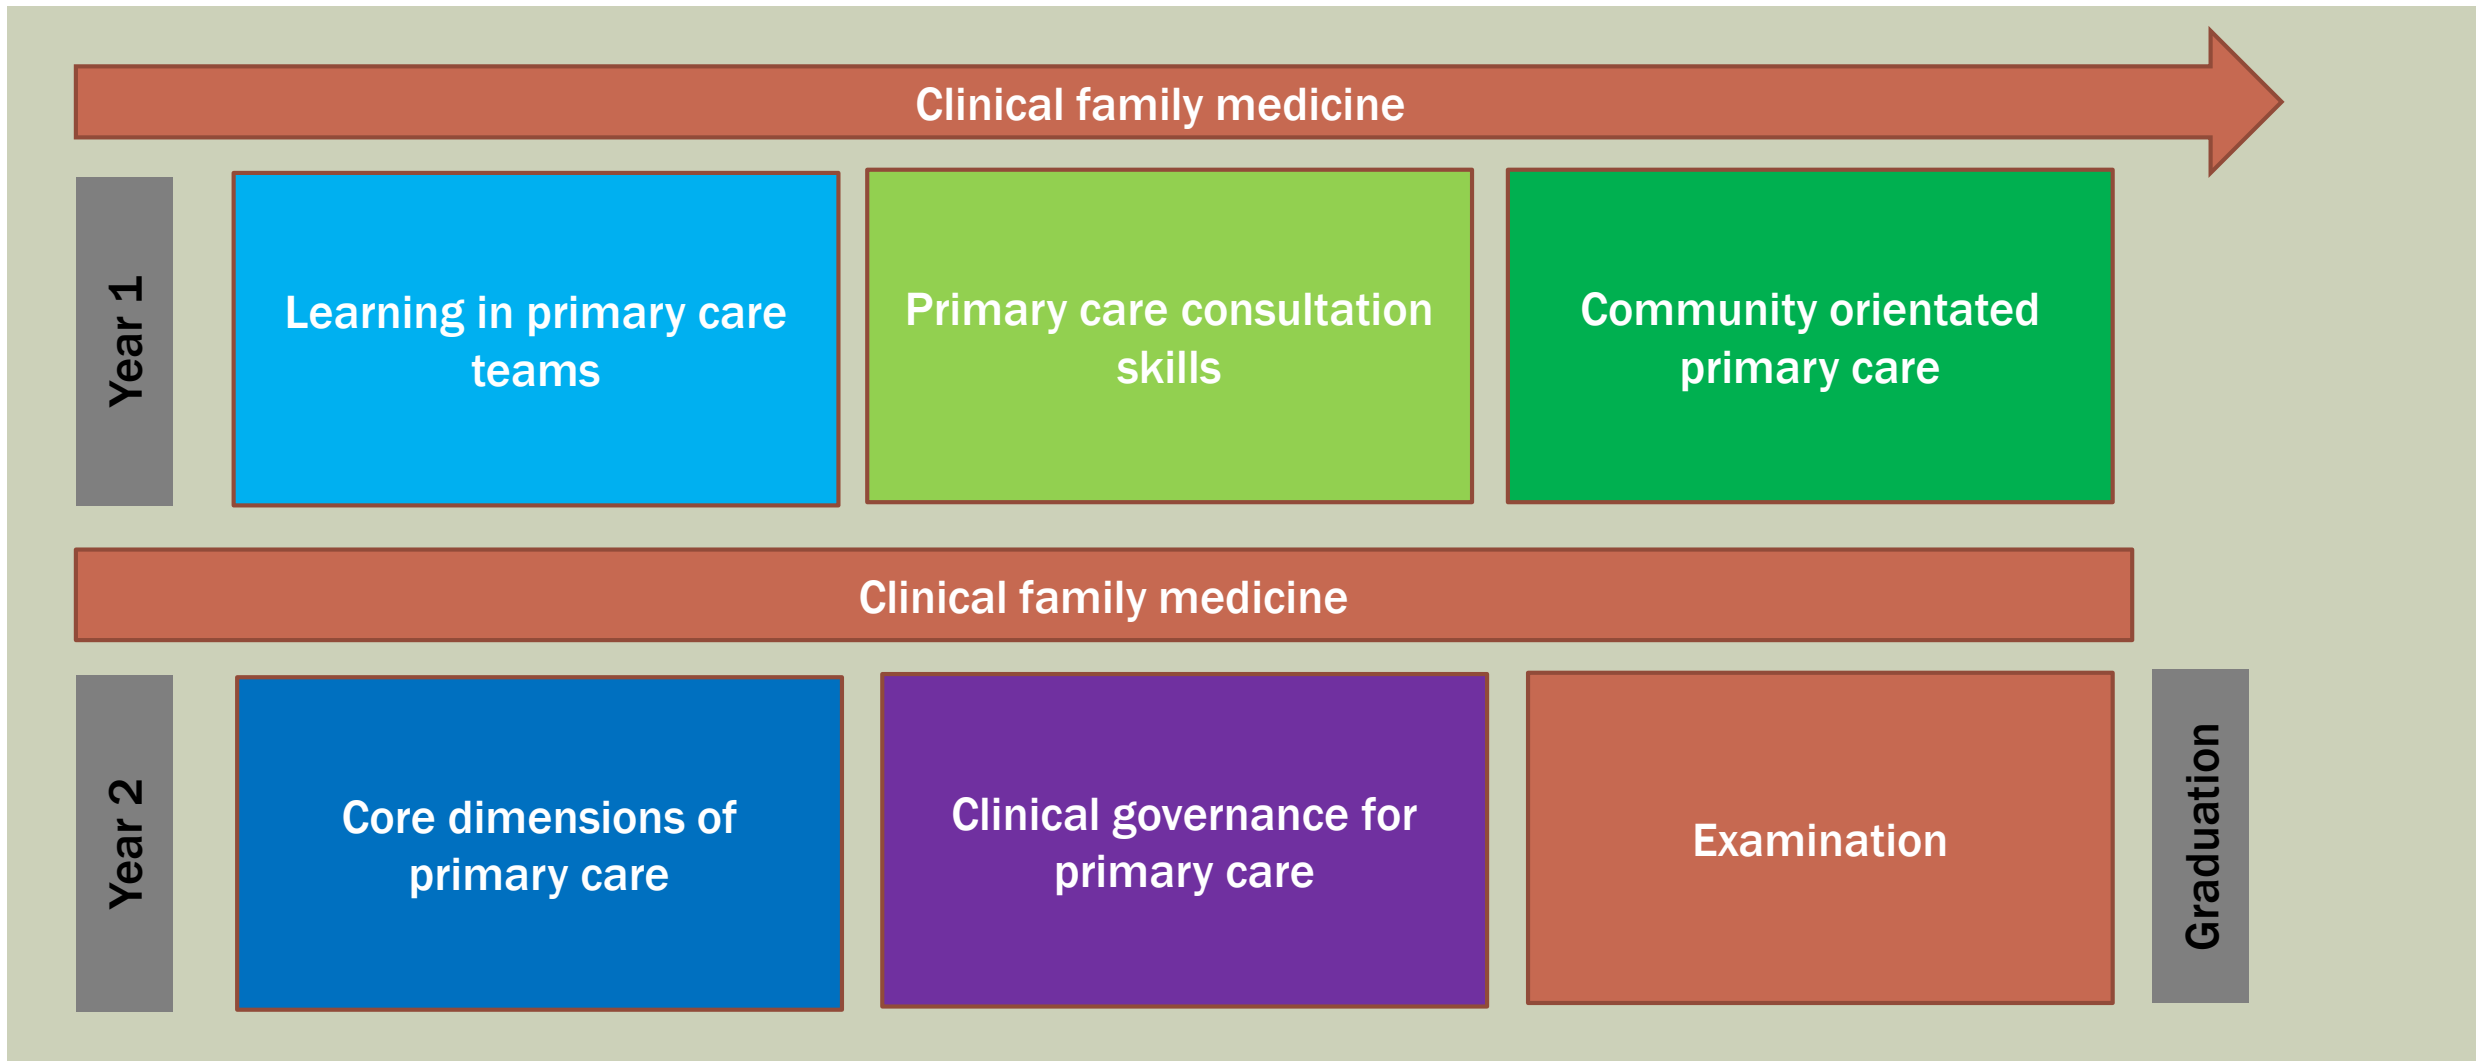 Clinical family medicine
Year 1
Learning in primary care
teams
Primary care consultation
skills
Community orientated
primary care
Clinical family medicine
Year 2
Core dimensions of
primary care
Clinical governance for
primary care
Examination
Graduation